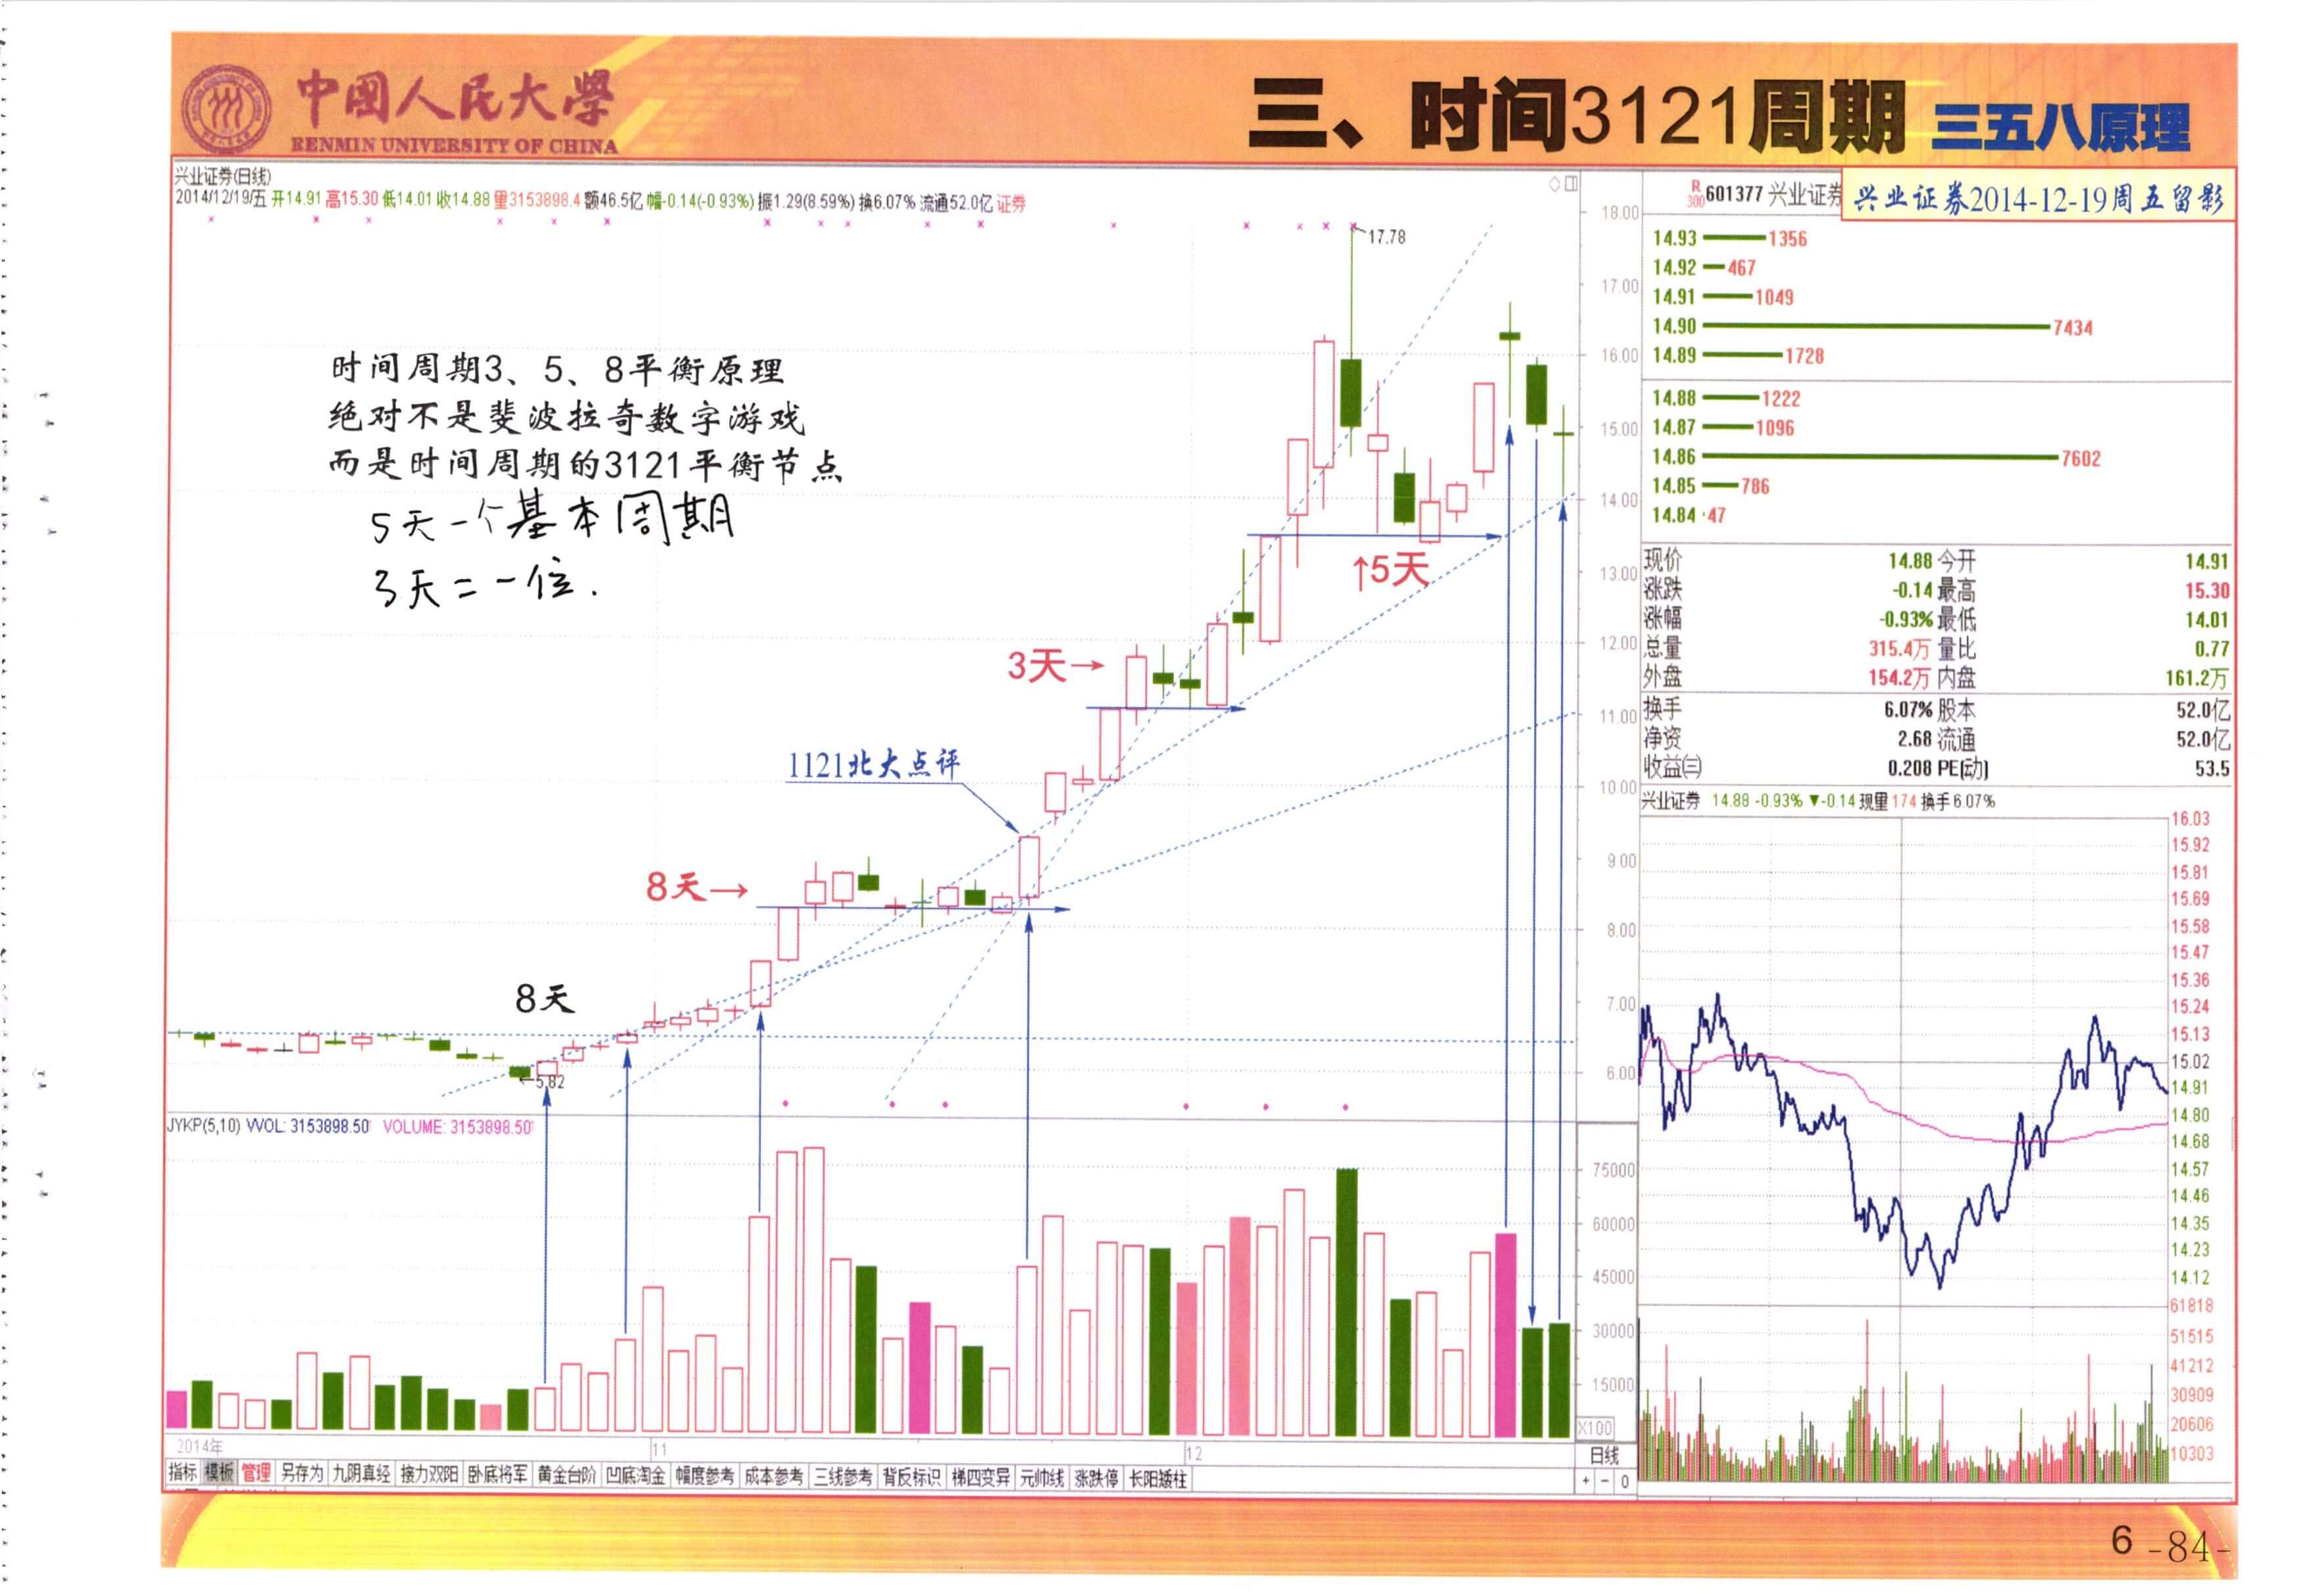 中國人民大學
RENMIN UNIVERSITY OF CHINA
三、时间3121周期 三五八原理
兴业证券(日线)
2014/12/19/五 开14.91 高15.30 低14.01 收14.88 量3153898.4 额46.5亿 幅-0.14(-0.93%) 振1.29(8.59%) 换6.07% 流通52.0亿 证券
时间周期3、5、8平衡原理
绝对不是斐波拉奇数字游戏
而是时间周期的3121平衡节点
5天一个基本周期
3天=一位.
17.78
↑5天
3天→
1121北大点评
8天→
8天
←5.82
18.00
17.00
16.00
15.00
14.00
13.00
12.00
11.00
10.00
9.00
8.00
7.00
6.00
JYKP(5,10) VVOL: 3153898.50 VOLUME: 3153898.50
75000
60000
45000
30000
15000
X100
2014年 11 12 日线
指标 模板 管理 另存为 九阴真经 接力双阳 卧底将军 黄金台阶 凹底淘金 幅度参考 成本参考 三线参考 背反标识 梯四变异 元帅线 涨跌停 长阳矮柱 + - 0
R 300 601377 兴业证券
兴业证券2014-12-19周五留影
14.93 1356
14.92 467
14.91 1049
14.90 7434
14.89 1728
14.88 1222
14.87 1096
14.86 7602
14.85 786
14.84 47
现价 14.88 今开 14.91
涨跌 -0.14 最高 15.30
涨幅 -0.93% 最低 14.01
总量 315.4万 量比 0.77
外盘 154.2万 内盘 161.2万
换手 6.07% 股本 52.0亿
净资 2.68 流通 52.0亿
收益㈢ 0.208 PE(动) 53.5
兴业证券 14.88 -0.93% ▼-0.14 现量 174 换手 6.07%
16.03
15.92
15.81
15.69
15.58
15.47
15.36
15.24
15.13
15.02
14.91
14.80
14.68
14.57
14.46
14.35
14.23
14.12
61818
51515
41212
30909
20606
10303
6 -84-